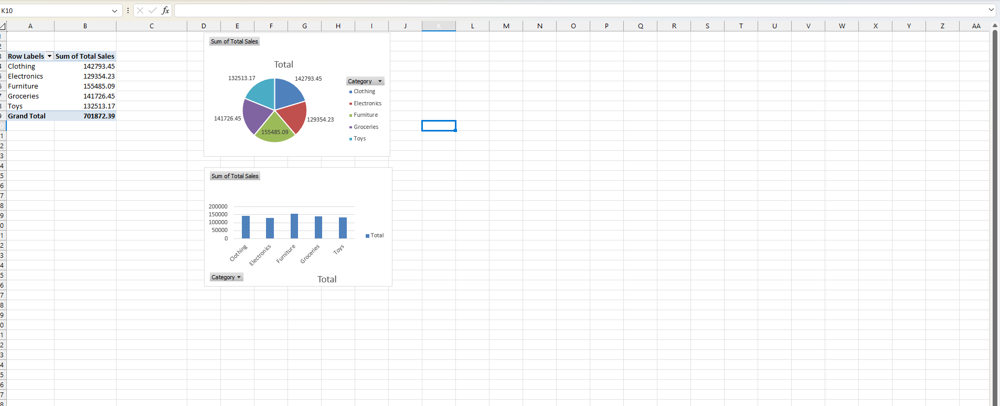 K10
fx
A B C D E F G H I J K L M N O P Q R S T U V W X Y Z AA
Row Labels Sum of Total Sales
Clothing 142793.45
Electronics 129354.23
Furniture 155485.09
Groceries 141726.45
Toys 132513.17
Grand Total 701872.39
Sum of Total Sales
Total
132513.17 142793.45
141726.45 129354.23
155485.09
Category
Clothing
Electronics
Furniture
Groceries
Toys
Sum of Total Sales
200000
150000
100000
50000
0
Clothing Electronics Furniture Groceries Toys
Total
Category
Total